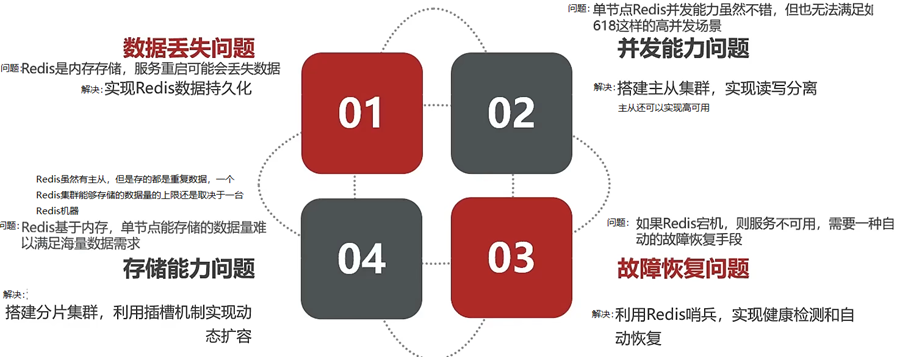 数据丢失问题
问题:Redis是内存存储，服务重启可能会丢失数据
解决:实现Redis数据持久化
01
问题:单节点Redis并发能力虽然不错，但也无法满足如
618这样的高并发场景
并发能力问题
解决:搭建主从集群，实现读写分离
主从还可以实现高可用
02
Redis虽然有主从，但是存的都是重复数据，一个
Redis集群能够存储的数据量的上限还是取决于一台
Redis机器
问题:Redis基于内存，单节点能存储的数据量难
以满足海量数据需求
存储能力问题
解决:
搭建分片集群，利用插槽机制实现动
态扩容
04
03
问题:如果Redis宕机，则服务不可用，需要一种自
动的故障恢复手段
故障恢复问题
解决:利用Redis哨兵，实现健康检测和自
动恢复